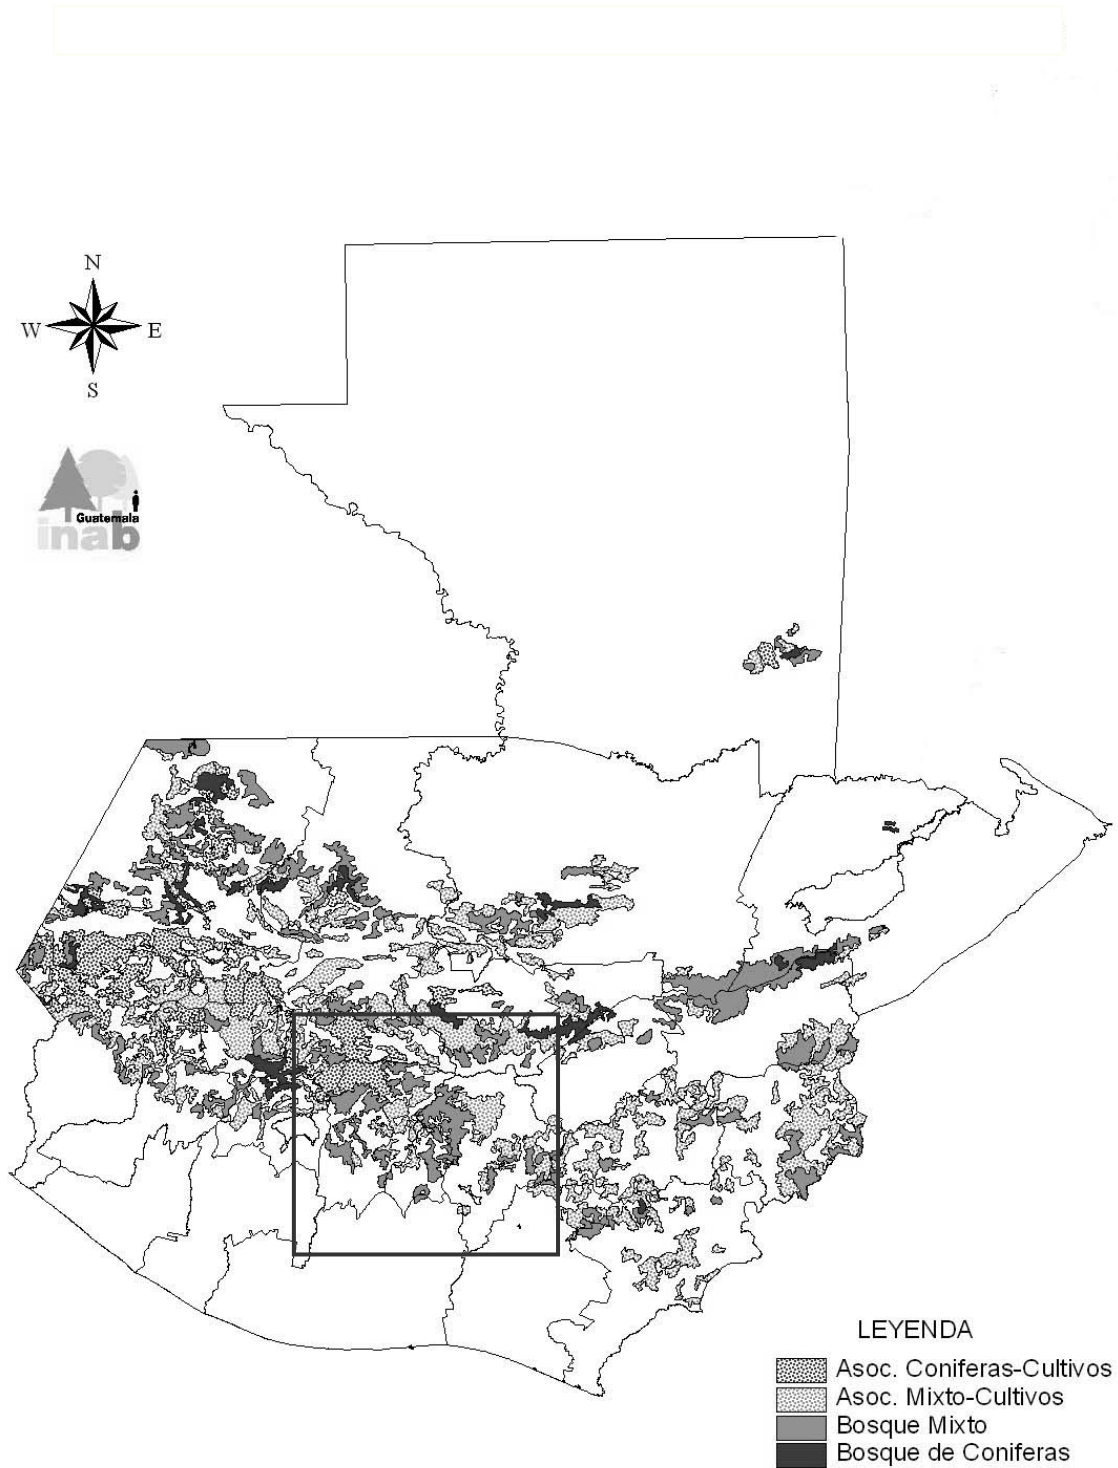 N
W E
S
Guatemala
inab
LEYENDA
Asoc. Coniferas-Cultivos
Asoc. Mixto-Cultivos
Bosque Mixto
Bosque de Coniferas